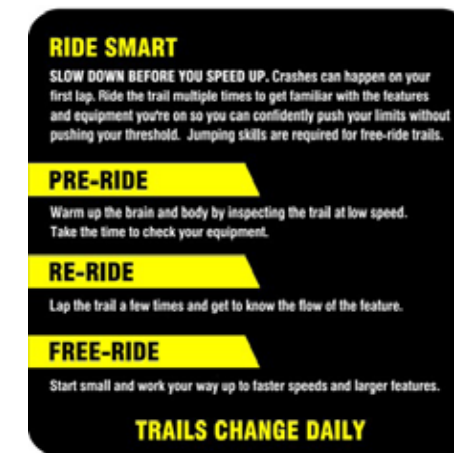 RIDE SMART
SLOW DOWN BEFORE YOU SPEED UP. Crashes can happen on your
first lap. Ride the trail multiple times to get familiar with the features
and equipment you're on so you can confidently push your limits without
pushing your threshold. Jumping skills are required for free-ride trails.
PRE-RIDE
Warm up the brain and body by inspecting the trail at low speed.
Take the time to check your equipment.
RE-RIDE
Lap the trail a few times and get to know the flow of the feature.
FREE-RIDE
Start small and work your way up to faster speeds and larger features.
TRAILS CHANGE DAILY